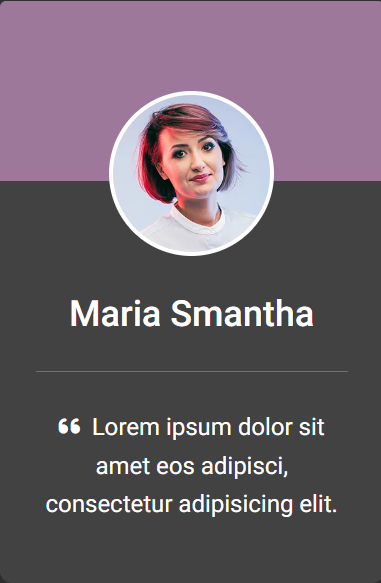 Maria Smantha
“ Lorem ipsum dolor sit
amet eos adipisci,
consectetur adipisicing elit.